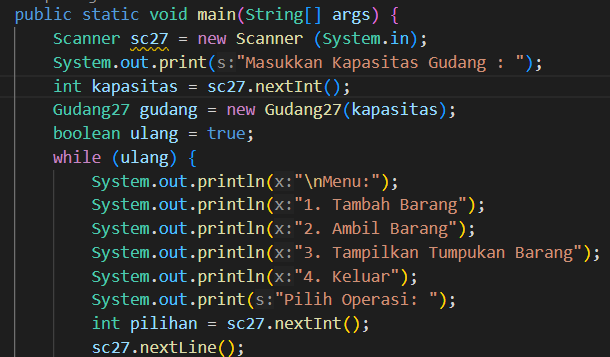 public static void main(String[] args) {
Scanner sc27 = new Scanner (System.in);
System.out.print(s:"Masukkan Kapasitas Gudang : ");
int kapasitas = sc27.nextInt();
Gudang27 gudang = new Gudang27(kapasitas);
boolean ulang = true;
while (ulang) {
System.out.println(x:"\nMenu:");
System.out.println(x:"1. Tambah Barang");
System.out.println(x:"2. Ambil Barang");
System.out.println(x:"3. Tampilkan Tumpukan Barang");
System.out.println(x:"4. Keluar");
System.out.print(s:"Pilih Operasi: ");
int pilihan = sc27.nextInt();
sc27.nextLine();